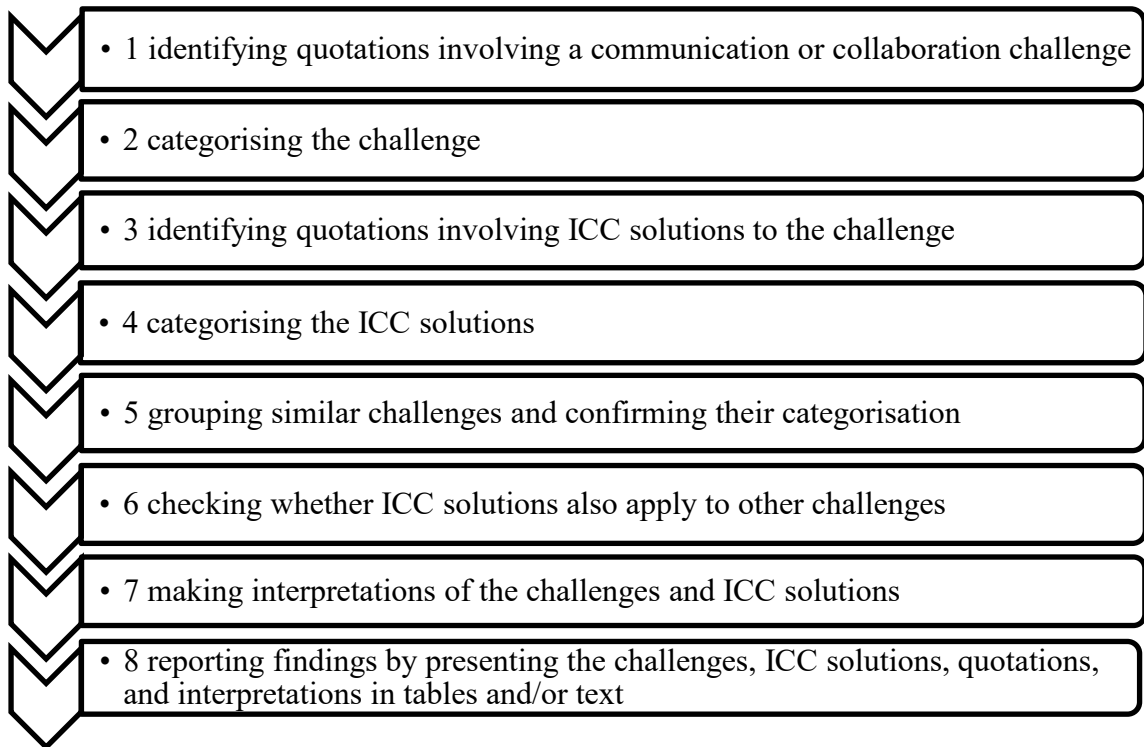 • 1 identifying quotations involving a communication or collaboration challenge
• 2 categorising the challenge
• 3 identifying quotations involving ICC solutions to the challenge
• 4 categorising the ICC solutions
• 5 grouping similar challenges and confirming their categorisation
• 6 checking whether ICC solutions also apply to other challenges
• 7 making interpretations of the challenges and ICC solutions
• 8 reporting findings by presenting the challenges, ICC solutions, quotations,
and interpretations in tables and/or text